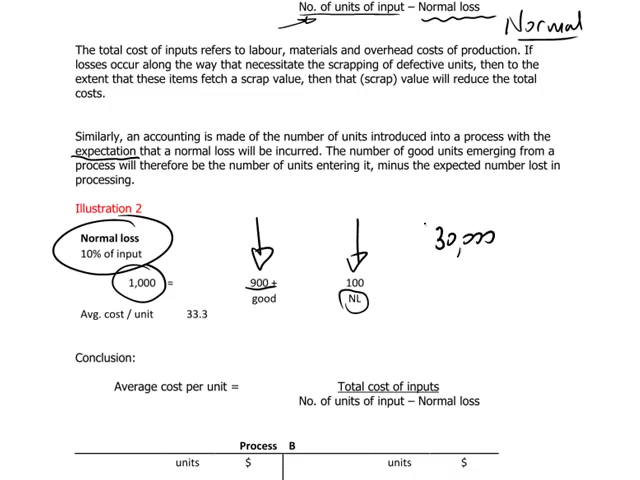 No. of units of input – Normal loss
Normal
The total cost of inputs refers to labour, materials and overhead costs of production. If
losses occur along the way that necessitate the scrapping of defective units, then to the
extent that these items fetch a scrap value, then that (scrap) value will reduce the total
costs.
Similarly, an accounting is made of the number of units introduced into a process with the
expectation that a normal loss will be incurred. The number of good units emerging from a
process will therefore be the number of units entering it, minus the expected number lost in
processing.
Illustration 2
Normal loss
10% of input
30,000
1,000 = 900 + 100
good NL
Avg. cost / unit 33.3
Conclusion:
Average cost per unit = Total cost of inputs
No. of units of input – Normal loss
Process B
units $ units $